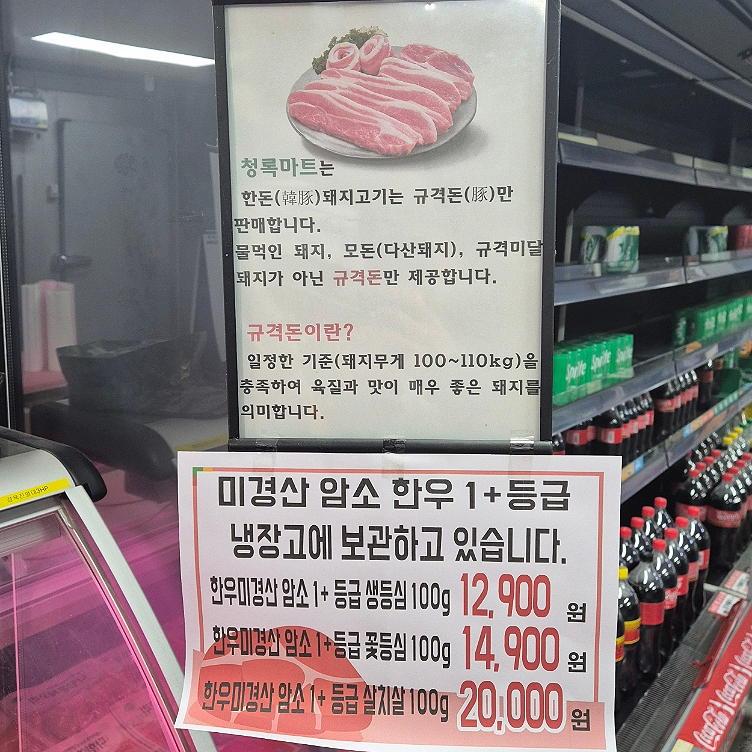 청록마트는
한돈(韓豚)돼지고기는 규격돈(豚)만
판매합니다.
물먹인 돼지, 모돈(다산돼지), 규격미달
돼지가 아닌 규격돈만 제공합니다.
규격돈이란?
일정한 기준(돼지무게 100~110kg)을
충족하여 육질과 맛이 매우 좋은 돼지를
의미합니다.
미경산 암소 한우 1+등급
냉장고에 보관하고 있습니다.
한우미경산 암소 1+ 등급 생등심 100g 12,900 원
한우미경산 암소 1+등급 꽃등심 100g 14,900 원
한우미경산 암소 1+ 등급 살치살 100g 20,000 원
Sprite
Sprite
Coca-Cola